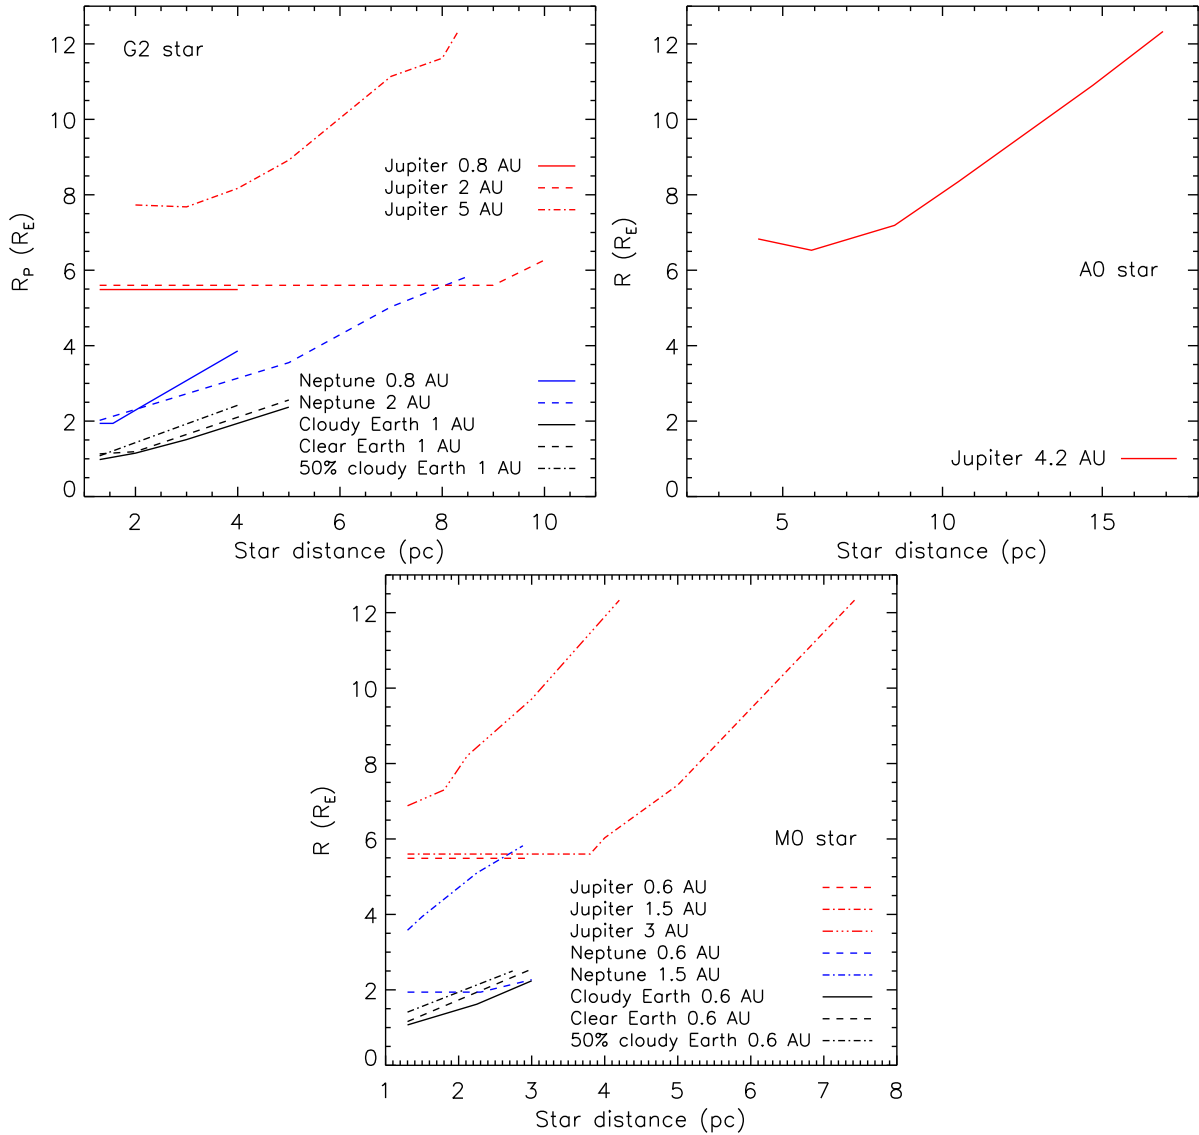 G2 star
12
10
8
6
4
2
0
R_P (R_E)
Jupiter 0.8 AU
Jupiter 2 AU
Jupiter 5 AU
Neptune 0.8 AU
Neptune 2 AU
Cloudy Earth 1 AU
Clear Earth 1 AU
50% cloudy Earth 1 AU
2 4 6 8 10
Star distance (pc)
12
10
8
6
4
2
0
R (R_E)
A0 star
Jupiter 4.2 AU
5 10 15
Star distance (pc)
12
10
8
6
4
2
0
R (R_E)
M0 star
Jupiter 0.6 AU
Jupiter 1.5 AU
Jupiter 3 AU
Neptune 0.6 AU
Neptune 1.5 AU
Cloudy Earth 0.6 AU
Clear Earth 0.6 AU
50% cloudy Earth 0.6 AU
1 2 3 4 5 6 7 8
Star distance (pc)